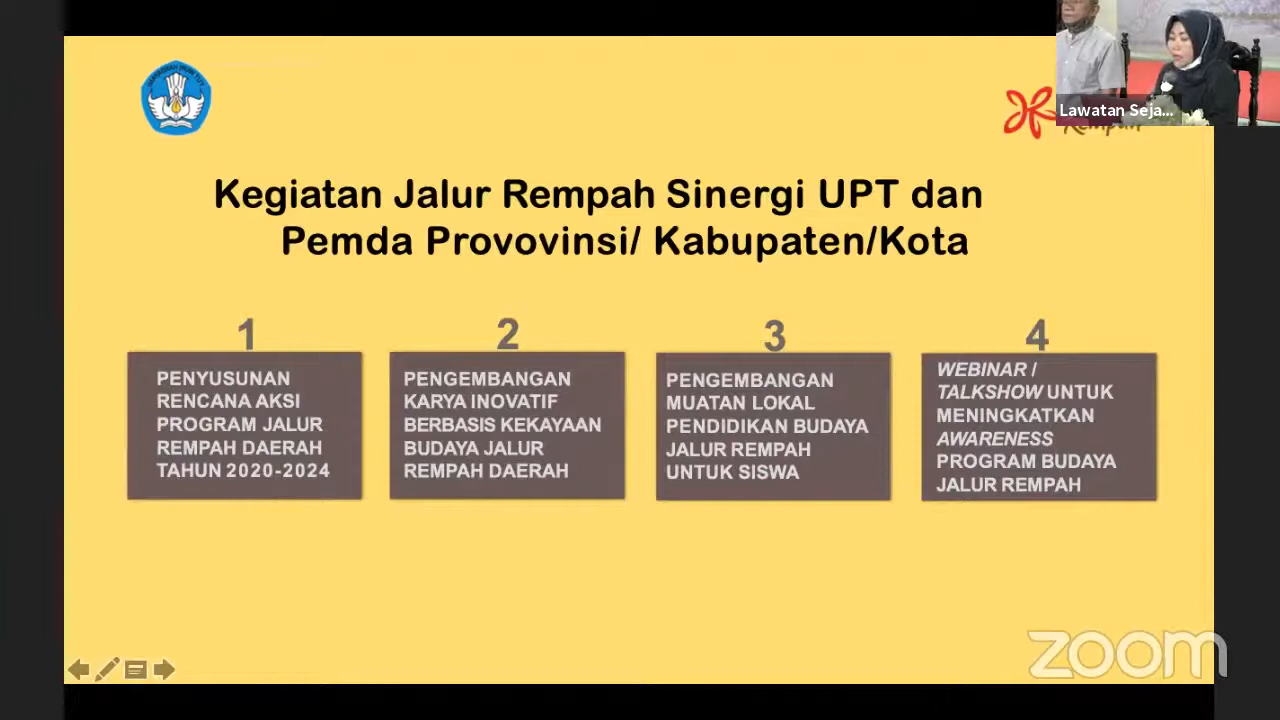 Lawatan Seja...
Kegiatan Jalur Rempah Sinergi UPT dan
Pemda Provovinsi/ Kabupaten/Kota
1
PENYUSUNAN
RENCANA AKSI
PROGRAM JALUR
REMPAH DAERAH
TAHUN 2020-2024
2
PENGEMBANGAN
KARYA INOVATIF
BERBASIS KEKAYAAN
BUDAYA JALUR
REMPAH DAERAH
3
PENGEMBANGAN
MUATAN LOKAL
PENDIDIKAN BUDAYA
JALUR REMPAH
UNTUK SISWA
4
WEBINAR /
TALKSHOW UNTUK
MENINGKATKAN
AWARENESS
PROGRAM BUDAYA
JALUR REMPAH
zoom